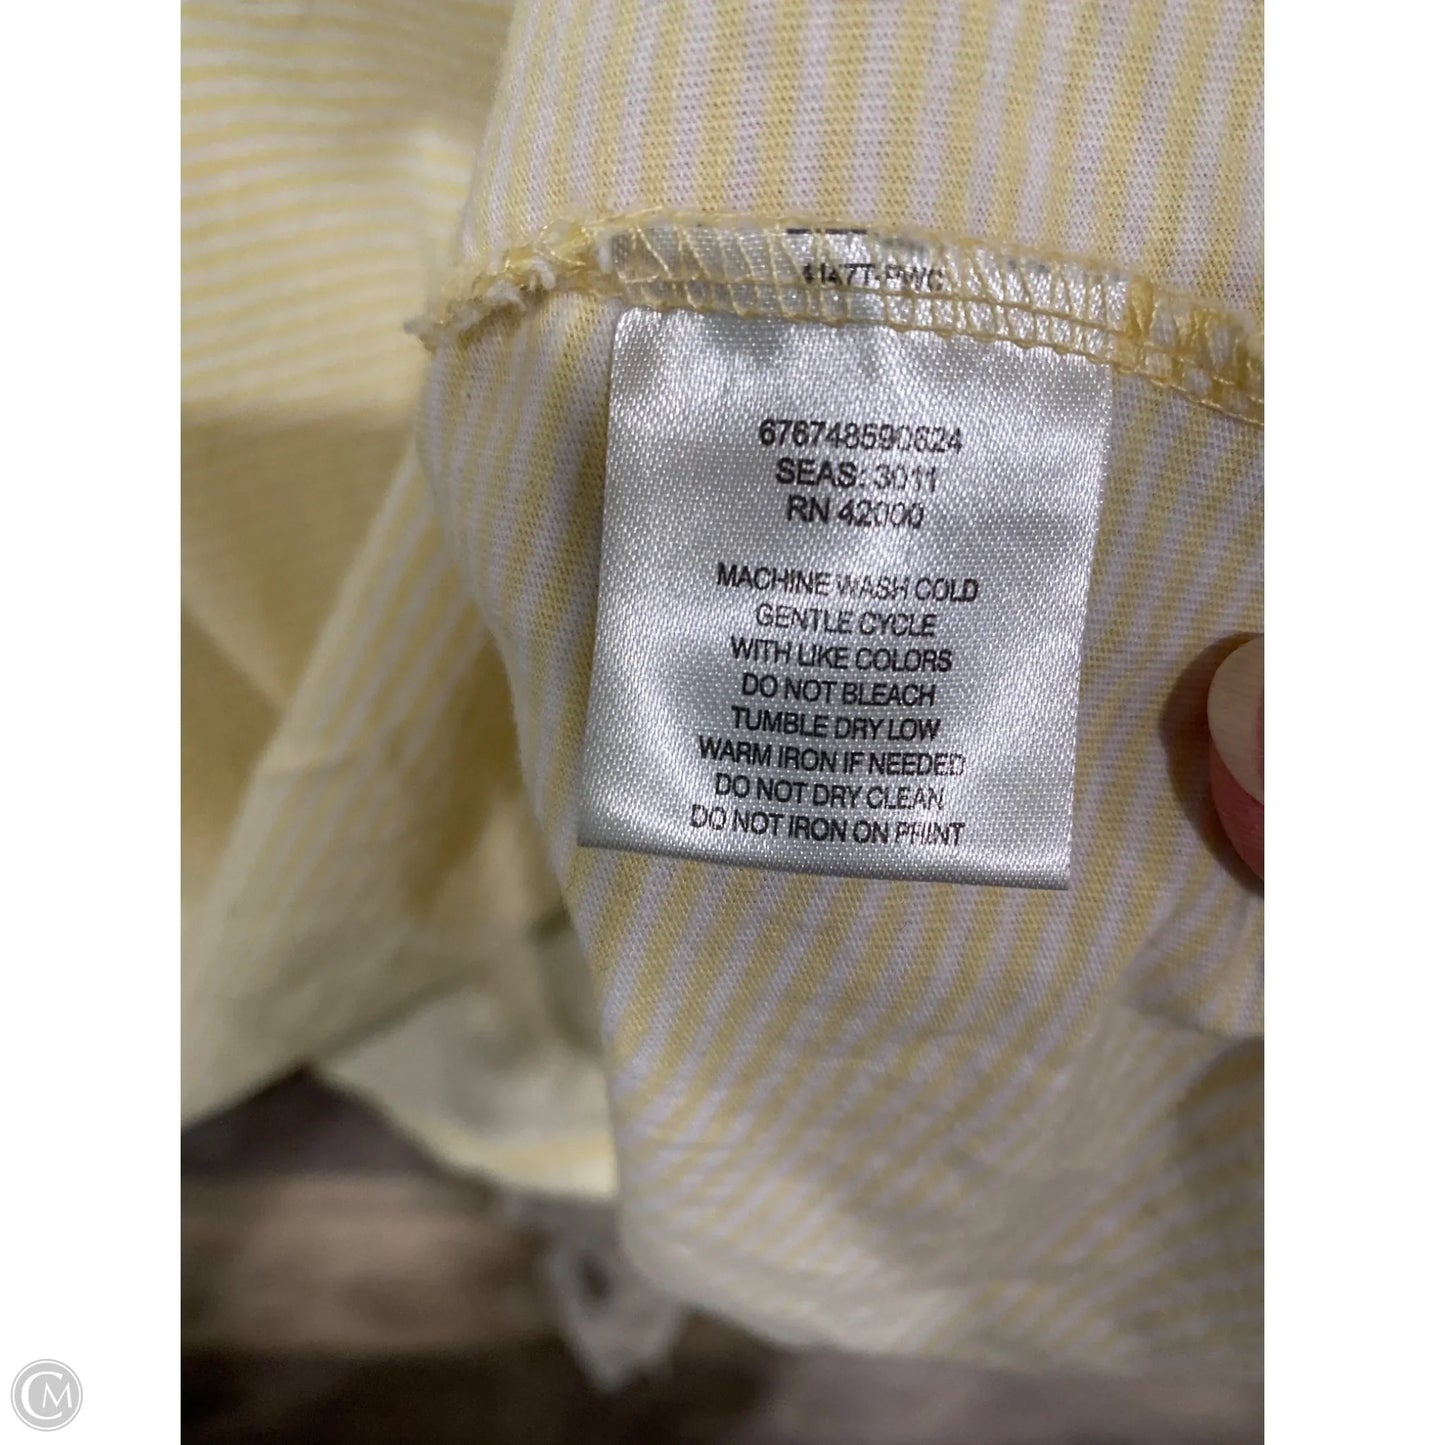 676748590624
SEAS: 3011
RN 42000
MACHINE WASH COLD
GENTLE CYCLE
WITH LIKE COLORS
DO NOT BLEACH
TUMBLE DRY LOW
WARM IRON IF NEEDED
DO NOT DRY CLEAN
DO NOT IRON ON PRINT
CM